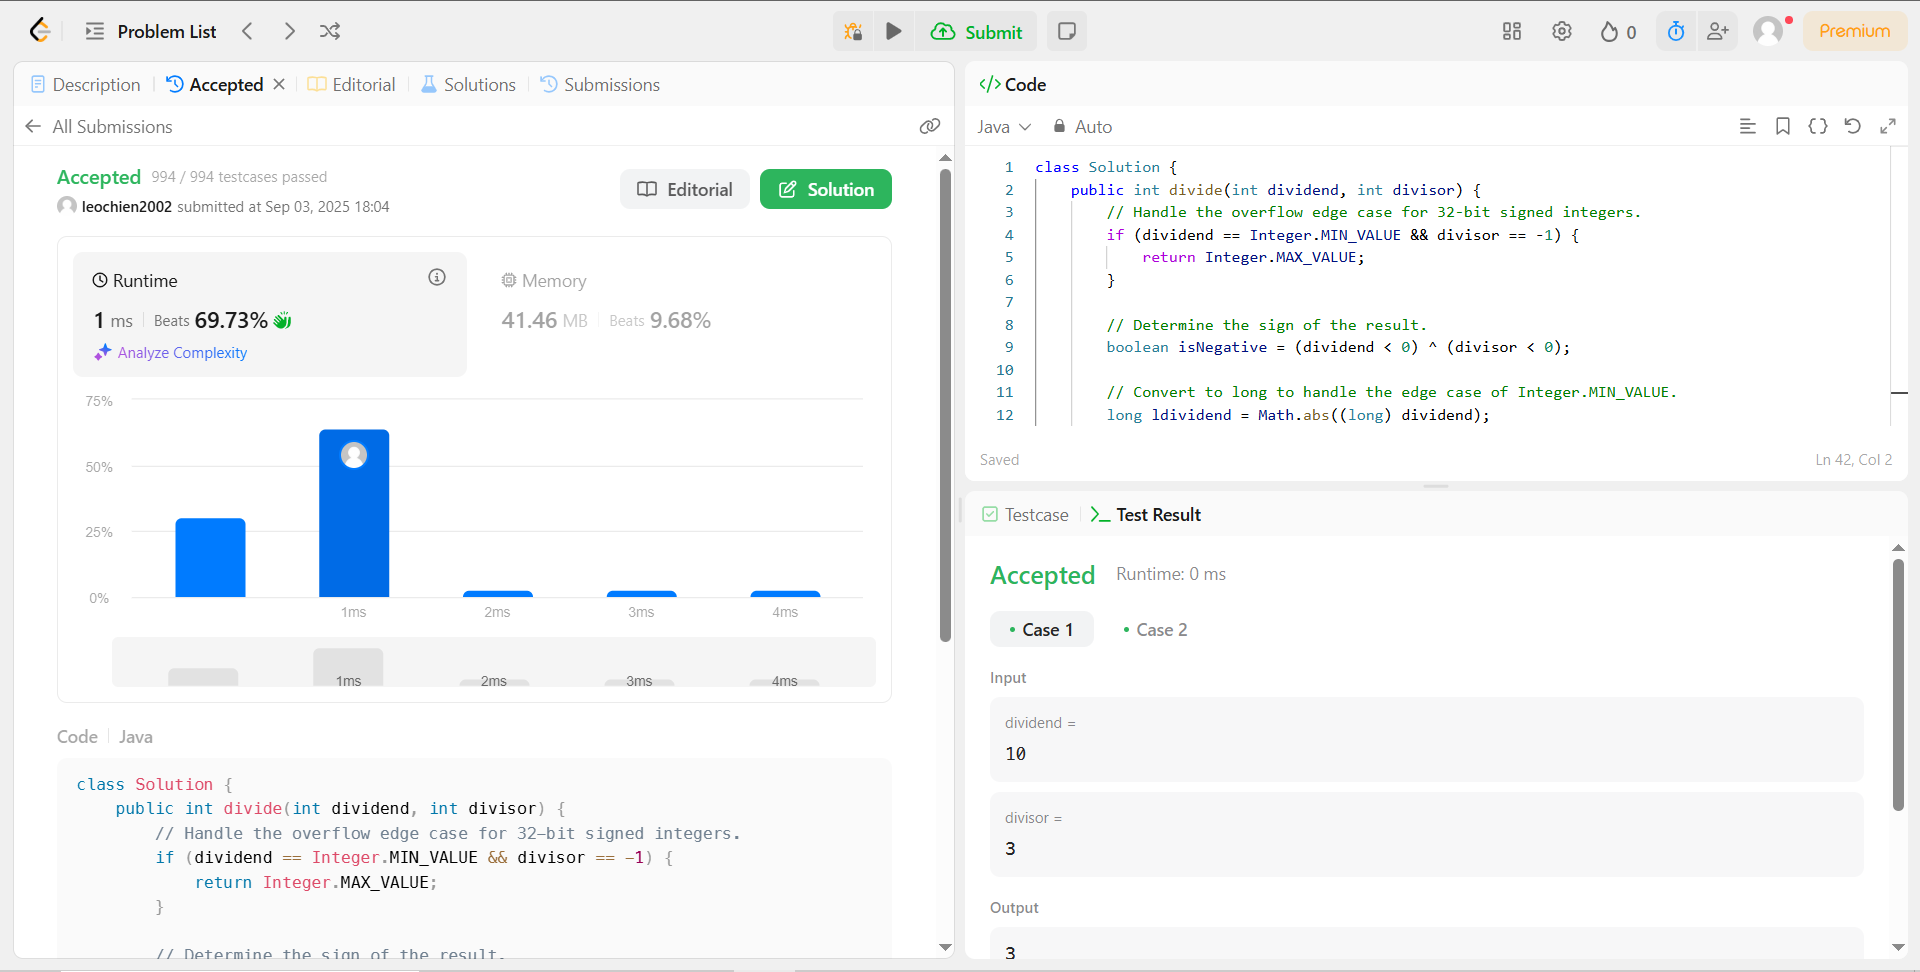 Problem List
Submit
0
Premium
Description
Accepted
Editorial
Solutions
Submissions
All Submissions
Accepted 994 / 994 testcases passed
leochien2002 submitted at Sep 03, 2025 18:04
Editorial
Solution
Runtime
1 ms Beats 69.73%
Analyze Complexity
Memory
41.46 MB Beats 9.68%
75%
50%
25%
0%
1ms 2ms 3ms 4ms
1ms 2ms 3ms 4ms
Code Java
class Solution {
    public int divide(int dividend, int divisor) {
        // Handle the overflow edge case for 32-bit signed integers.
        if (dividend == Integer.MIN_VALUE && divisor == -1) {
            return Integer.MAX_VALUE;
        }
        // Determine the sign of the result.
</> Code
Java Auto
1 class Solution {
2     public int divide(int dividend, int divisor) {
3         // Handle the overflow edge case for 32-bit signed integers.
4         if (dividend == Integer.MIN_VALUE && divisor == -1) {
5             return Integer.MAX_VALUE;
6         }
7
8         // Determine the sign of the result.
9         boolean isNegative = (dividend < 0) ^ (divisor < 0);
10
11         // Convert to long to handle the edge case of Integer.MIN_VALUE.
12         long ldividend = Math.abs((long) dividend);
Saved Ln 42, Col 2
Testcase
Test Result
Accepted Runtime: 0 ms
Case 1
Case 2
Input
dividend =
10
divisor =
3
Output
3